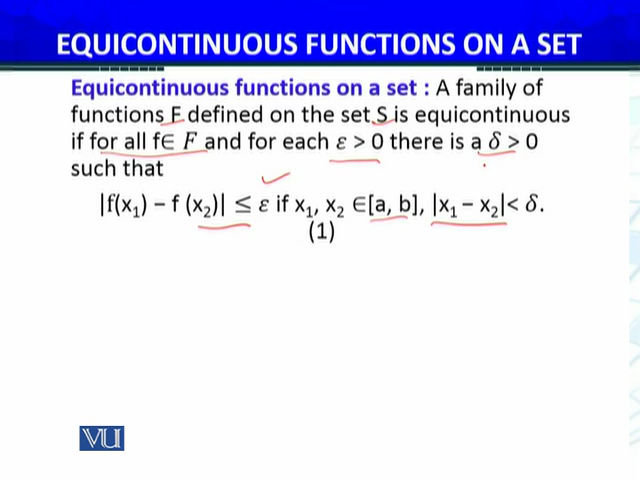 EQUICONTINUOUS FUNCTIONS ON A SET
Equicontinuous functions on a set : A family of
functions F defined on the set S is equicontinuous
if for all f∈ F and for each ε > 0 there is a δ > 0
such that
|f(x₁) − f (x₂)| ≤ ε if x₁, x₂ ∈[a, b], |x₁ − x₂|< δ.
(1)
VU